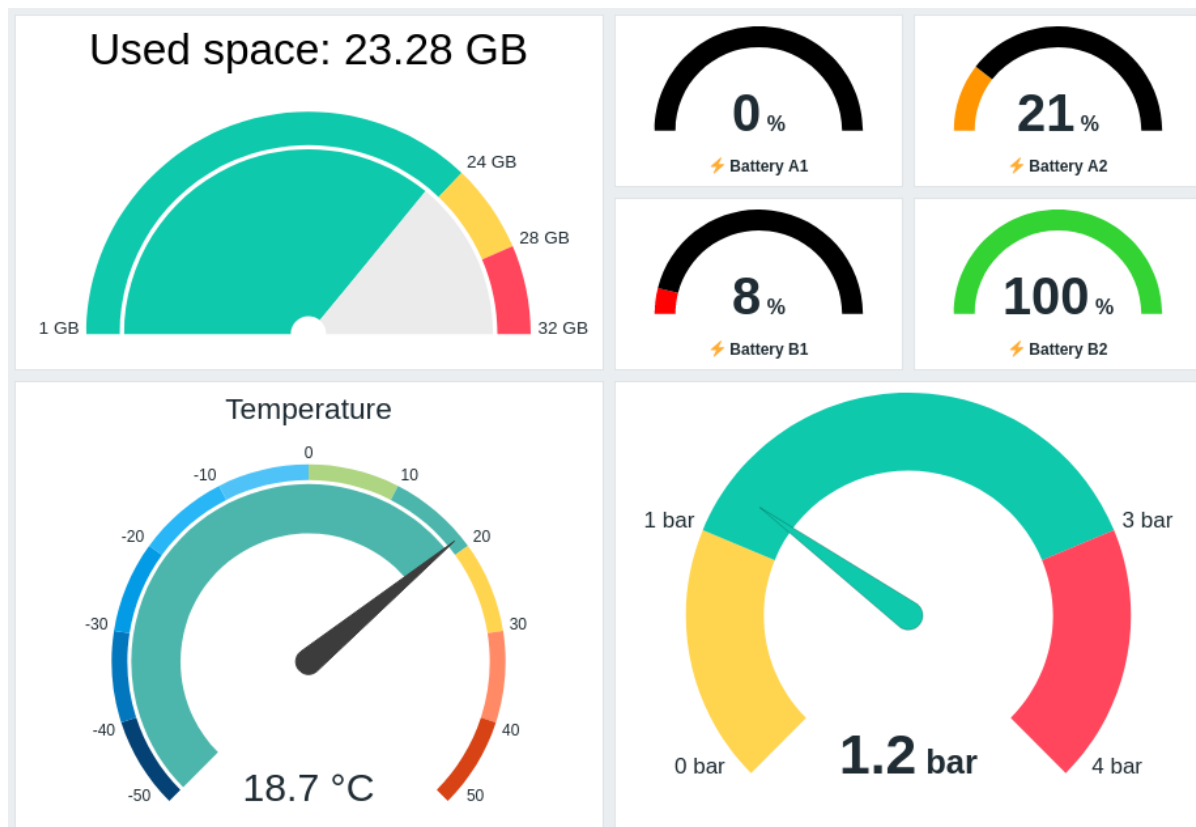 Used space: 23.28 GB
24 GB
28 GB
1 GB
32 GB
0 %
⚡ Battery A1
21 %
⚡ Battery A2
8 %
⚡ Battery B1
100 %
⚡ Battery B2
Temperature
0
-10
10
-20
20
-30
30
-40
40
-50
50
18.7 °C
1 bar
3 bar
0 bar
4 bar
1.2 bar